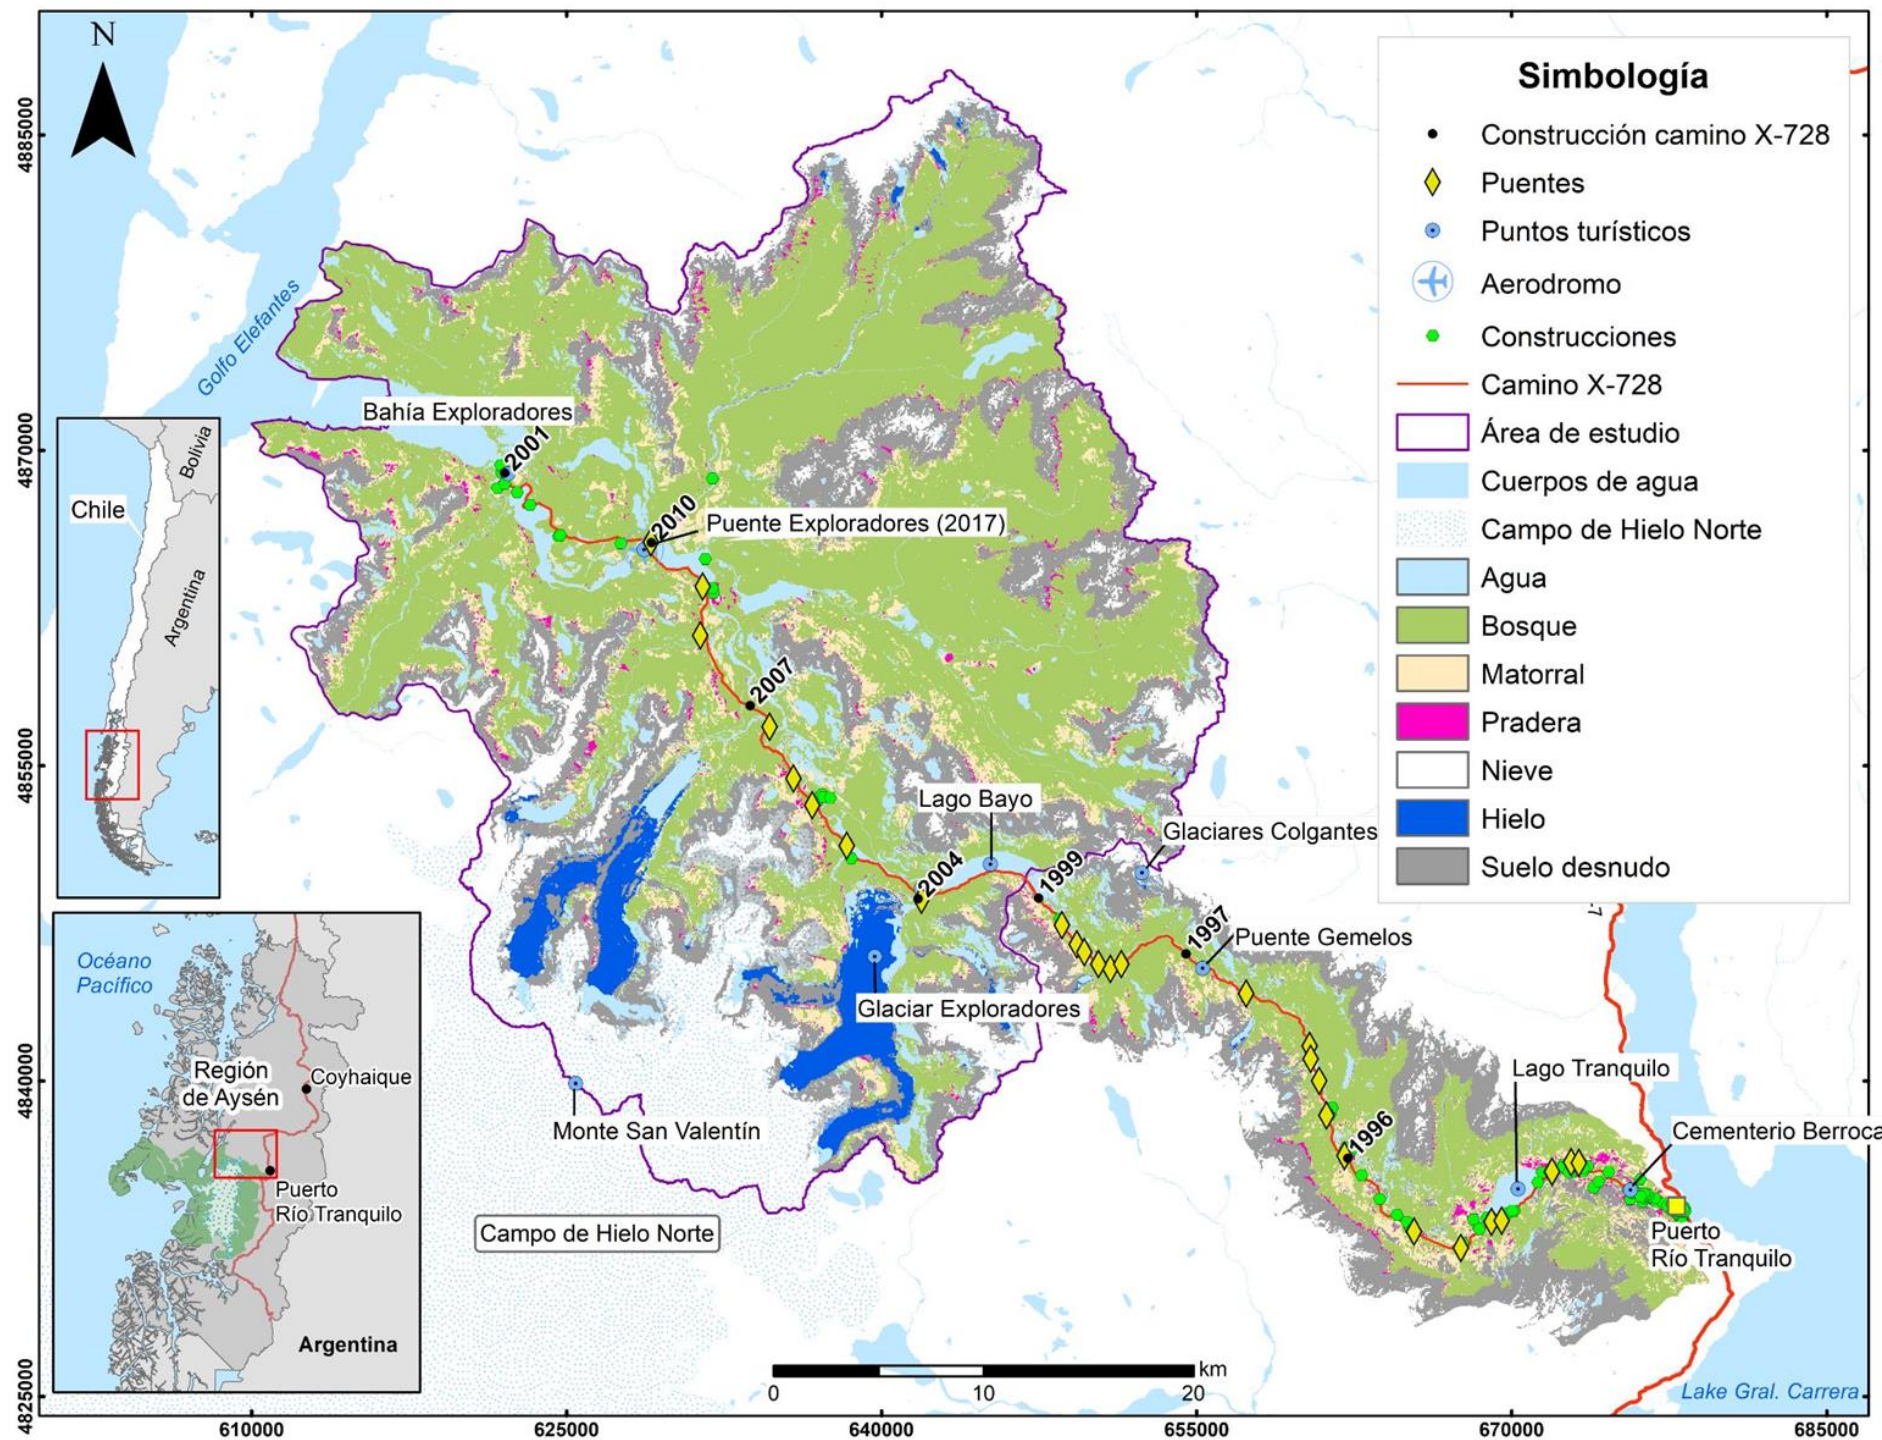 N
Simbología
Construcción camino X-728
Puentes
Puntos turísticos
Aerodromo
Construcciones
Camino X-728
Área de estudio
Cuerpos de agua
Campo de Hielo Norte
Agua
Bosque
Matorral
Pradera
Nieve
Hielo
Suelo desnudo
Golfo Elefantes
Bahía Exploradores
2001
2010
Puente Exploradores (2017)
2007
Lago Bayo
Glaciares Colgantes
2004
1999
1997
Puente Gemelos
Glaciar Exploradores
Monte San Valentín
Campo de Hielo Norte
1996
Lago Tranquilo
Cementerio Berroca
Puerto
Río Tranquilo
Lake Gral. Carrera
7
Bolivia
Chile
Argentina
Océano
Pacífico
Región
de Aysén
Coyhaique
Puerto
Río Tranquilo
Argentina
km
0 10 20
4885000
4870000
4855000
4840000
4825000
610000 625000 640000 655000 670000 685000